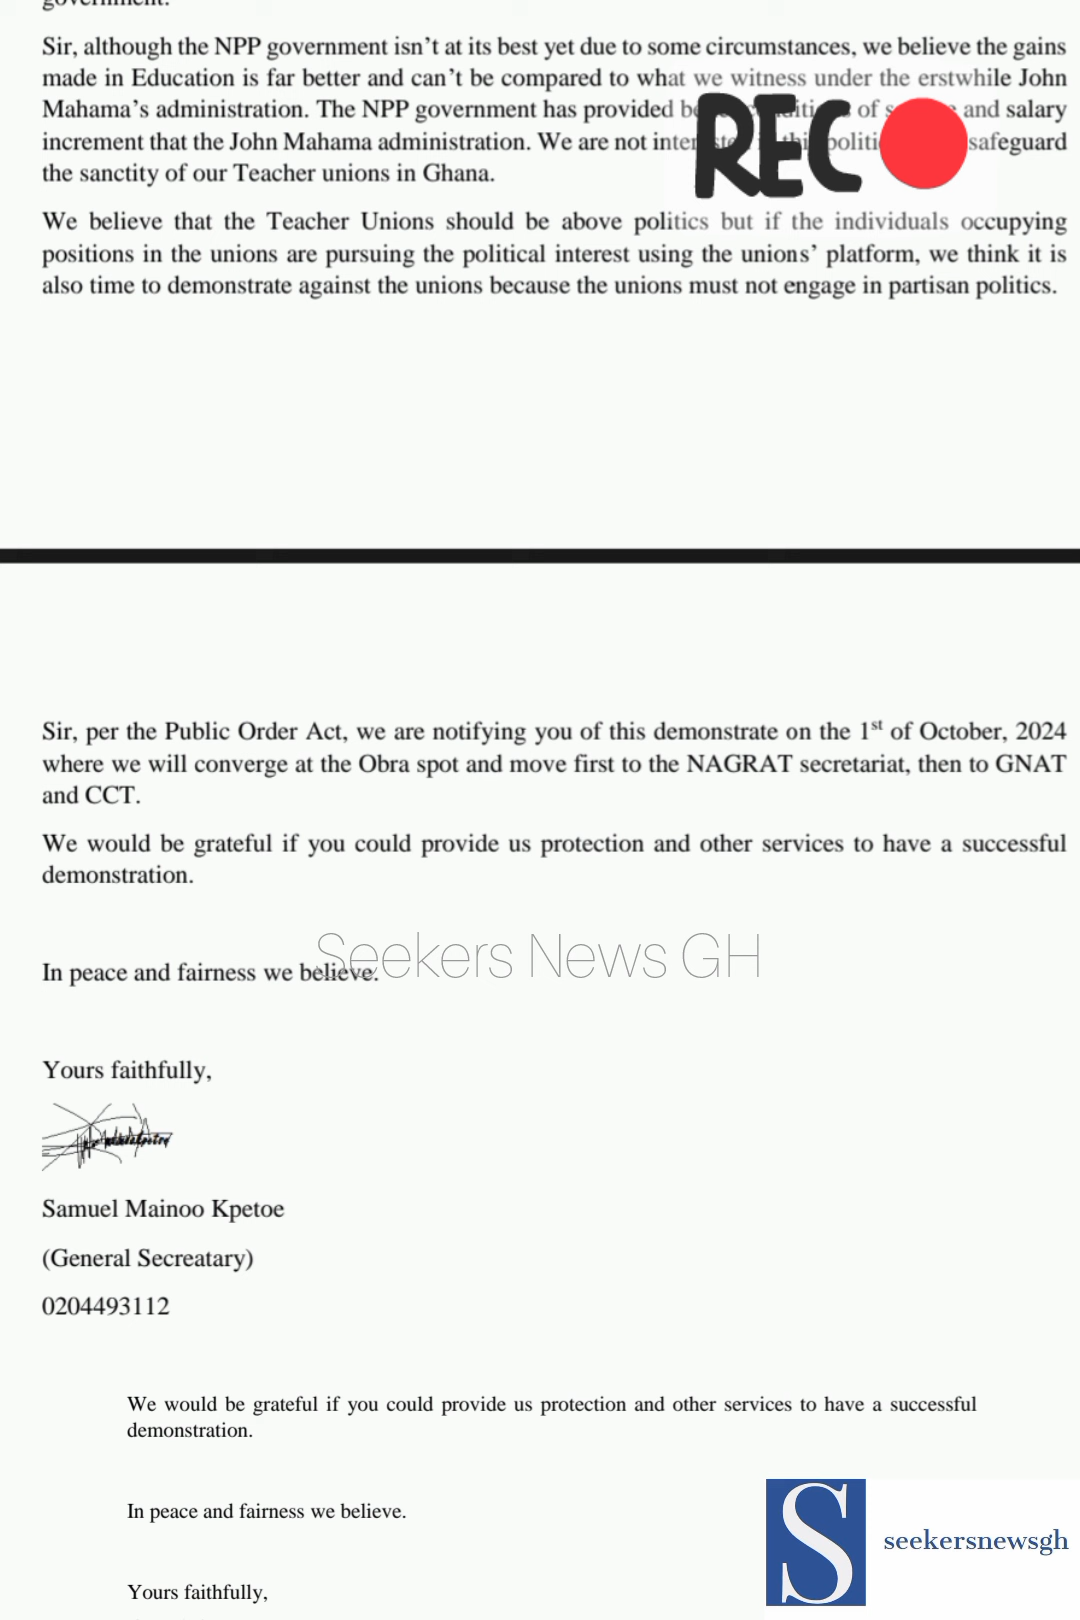 government.
Sir, although the NPP government isn't at its best yet due to some circumstances, we believe the gains
made in Education is far better and can't be compared to what we witness under the erstwhile John
Mahama's administration. The NPP government has provided of and salary
increment that the John Mahama administration. We are not safeguard
the sanctity of our Teacher unions in Ghana.
REC
We believe that the Teacher Unions should be above politics but if the individuals occupying
positions in the unions are pursuing the political interest using the unions' platform, we think it is
also time to demonstrate against the unions because the unions must not engage in partisan politics.
Sir, per the Public Order Act, we are notifying you of this demonstrate on the 1st of October, 2024
where we will converge at the Obra spot and move first to the NAGRAT secretariat, then to GNAT
and CCT.
We would be grateful if you could provide us protection and other services to have a successful
demonstration.
Seekers News GH
In peace and fairness we believe.
Yours faithfully,
Samuel Mainoo Kpetoe
(General Secreatary)
0204493112
We would be grateful if you could provide us protection and other services to have a successful
demonstration.
In peace and fairness we believe.
S
seekersnewsgh
Yours faithfully,